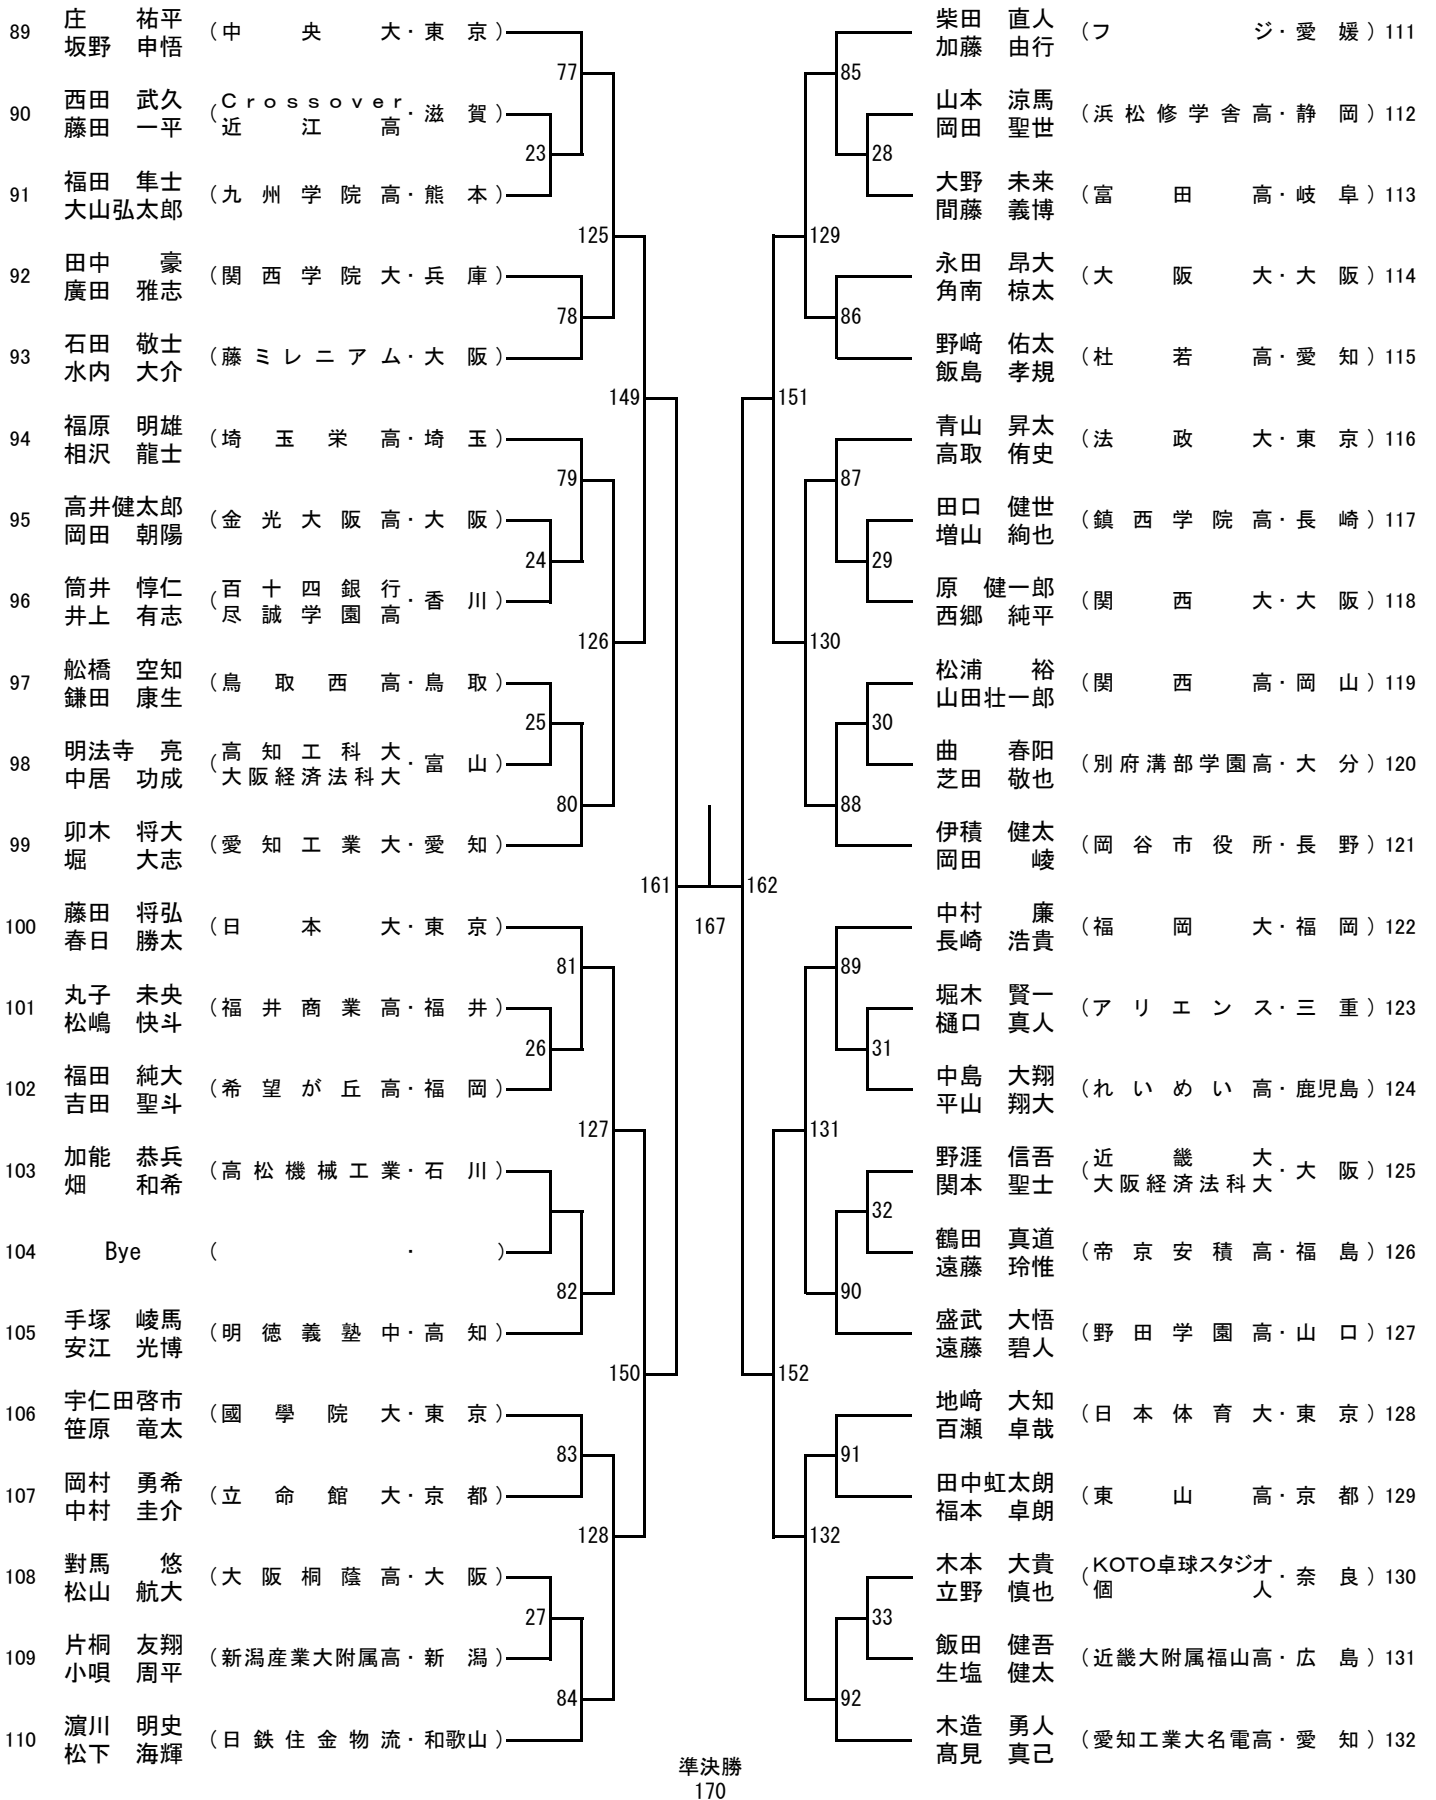 89 庄　祐平 坂野　申悟 (中央大・東京)
77
90 西田　武久 藤田　一平 (Crossover 近江高・滋賀)
23
91 福田　隼士 大山弘太郎 (九州学院高・熊本)
125
92 田中　豪 廣田　雅志 (関西学院大・兵庫)
78
93 石田　敬士 水内　大介 (藤ミレニアム・大阪)
149
94 福原　明雄 相沢　龍士 (埼玉栄高・埼玉)
79
95 高井健太郎 岡田　朝陽 (金光大阪高・大阪)
24
96 筒井　惇仁 井上　有志 (百十四銀行 尽誠学園高・香川)
126
97 舩橋　空知 鎌田　康生 (鳥取西高・鳥取)
25
98 明法寺　亮 中居　功成 (高知工科大 大阪経済法科大・富山)
80
99 卯木　将大 堀　大志 (愛知工業大・愛知)
161
100 藤田　将弘 春日　勝太 (日本大・東京)
81
101 丸子　未央 松嶋　快斗 (福井商業高・福井)
26
102 福田　純大 吉田　聖斗 (希望が丘高・福岡)
127
103 加能　恭兵 畑　和希 (高松機械工業・石川)
104 Bye (・)
82
105 手塚　崚馬 安江　光博 (明徳義塾中・高知)
150
106 宇仁田啓市 笹原　竜太 (國學院大・東京)
83
107 岡村　勇希 中村　圭介 (立命館大・京都)
128
108 對馬　悠 松山　航大 (大阪桐蔭高・大阪)
27
109 片桐　友翔 小唄　周平 (新潟産業大附属高・新潟)
84
110 濵川　明史 松下　海輝 (日鉄住金物流・和歌山)
167
柴田　直人 加藤　由行 (フジ・愛媛) 111
85
山本　涼馬 岡田　聖世 (浜松修学舎高・静岡) 112
28
大野　未来 間藤　義博 (富田高・岐阜) 113
129
永田　昂大 角南　椋太 (大阪大・大阪) 114
86
野﨑　佑太 飯島　孝規 (杜若高・愛知) 115
151
青山　昇太 高取　侑史 (法政大・東京) 116
87
田口　健世 増山　絢也 (鎮西学院高・長崎) 117
29
原　健一郎 西郷　純平 (関西大・大阪) 118
130
松浦　裕 山田壮一郎 (関西高・岡山) 119
30
曲　春阳 芝田　敬也 (別府溝部学園高・大分) 120
88
伊積　健太 岡田　崚 (岡谷市役所・長野) 121
162
中村　廉 長崎　浩貴 (福岡大・福岡) 122
89
堀木　賢一 樋口　真人 (アリエンス・三重) 123
31
中島　大翔 平山　翔大 (れいめい高・鹿児島) 124
131
野涯　信吾 関本　聖士 (近畿大 大阪経済法科大・大阪) 125
32
鶴田　真道 遠藤　玲惟 (帝京安積高・福島) 126
90
盛武　大悟 遠藤　碧人 (野田学園高・山口) 127
152
地﨑　大知 百瀬　卓哉 (日本体育大・東京) 128
91
田中虹太朗 福本　卓朗 (東山高・京都) 129
132
木本　大貴 立野　慎也 (KOTO卓球スタジオ 個人・奈良) 130
33
飯田　健吾 生塩　健太 (近畿大附属福山高・広島) 131
92
木造　勇人 髙見　真己 (愛知工業大名電高・愛知) 132
準決勝
170